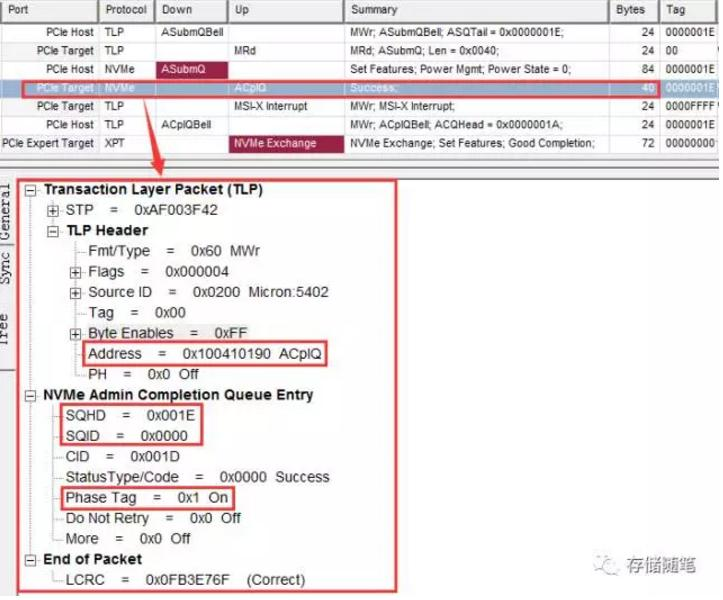 Port Protocol Down Up Summary Bytes Tag
PCIe Host TLP ASubmQBell MWr; ASubmQBell; ASQTail = 0x0000001E; 24 0000001E
PCIe Target TLP MRd MRd; ASubmQ; Len = 0x0040; 24 00
PCIe Host NVMe ASubmQ Set Features; Power Mgmt; Power State = 0; 84 0000001E
PCIe Target NVMe ACplQ Success; 40 0000001E
PCIe Target TLP MSI-X Interrupt MWr; MSI-X Interrupt; 24 0000FFFF
PCIe Host TLP ACplQBell MWr; ACplQBell; ACQHead = 0x0000001A; 24 0000001E
PCIe Expert Target XPT NVMe Exchange NVMe Exchange; Set Features; Good Completion; 72 00000000
General
Sync
Tree
Transaction Layer Packet (TLP)
STP = 0xAF003F42
TLP Header
Fmt/Type = 0x60 MWr
Flags = 0x000004
Source ID = 0x0200 Micron:5402
Tag = 0x00
Byte Enables = 0xFF
Address = 0x100410190 ACplQ
PH = 0x0 Off
NVMe Admin Completion Queue Entry
SQHD = 0x001E
SQID = 0x0000
CID = 0x001D
StatusType/Code = 0x0000 Success
Phase Tag = 0x1 On
Do Not Retry = 0x0 Off
More = 0x0 Off
End of Packet
LCRC = 0x0FB3E76F (Correct)
存储随笔